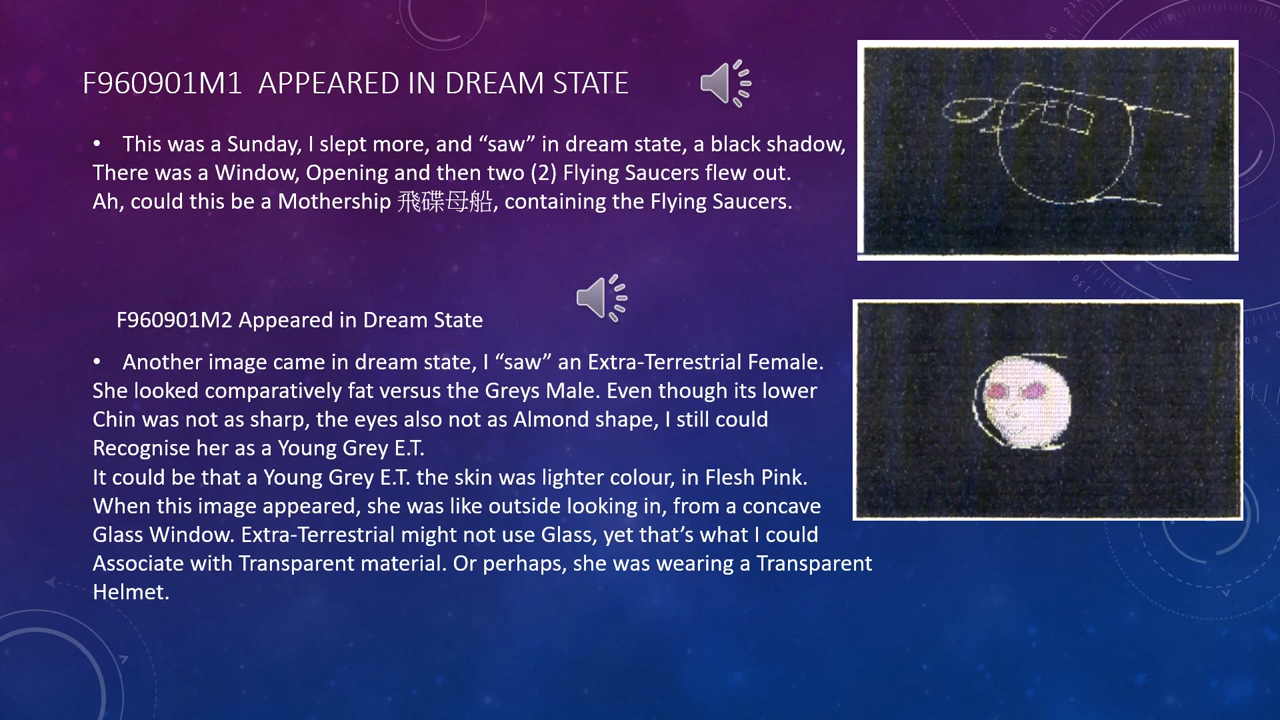 F960901M1 APPEARED IN DREAM STATE
• This was a Sunday, I slept more, and “saw” in dream state, a black shadow,
There was a Window, Opening and then two (2) Flying Saucers flew out.
Ah, could this be a Mothership 飛碟母船, containing the Flying Saucers.
F960901M2 Appeared in Dream State
• Another image came in dream state, I “saw” an Extra-Terrestrial Female.
She looked comparatively fat versus the Greys Male. Even though its lower
Chin was not as sharp, the eyes also not as Almond shape, I still could
Recognise her as a Young Grey E.T.
It could be that a Young Grey E.T. the skin was lighter colour, in Flesh Pink.
When this image appeared, she was like outside looking in, from a concave
Glass Window. Extra-Terrestrial might not use Glass, yet that’s what I could
Associate with Transparent material. Or perhaps, she was wearing a Transparent
Helmet.